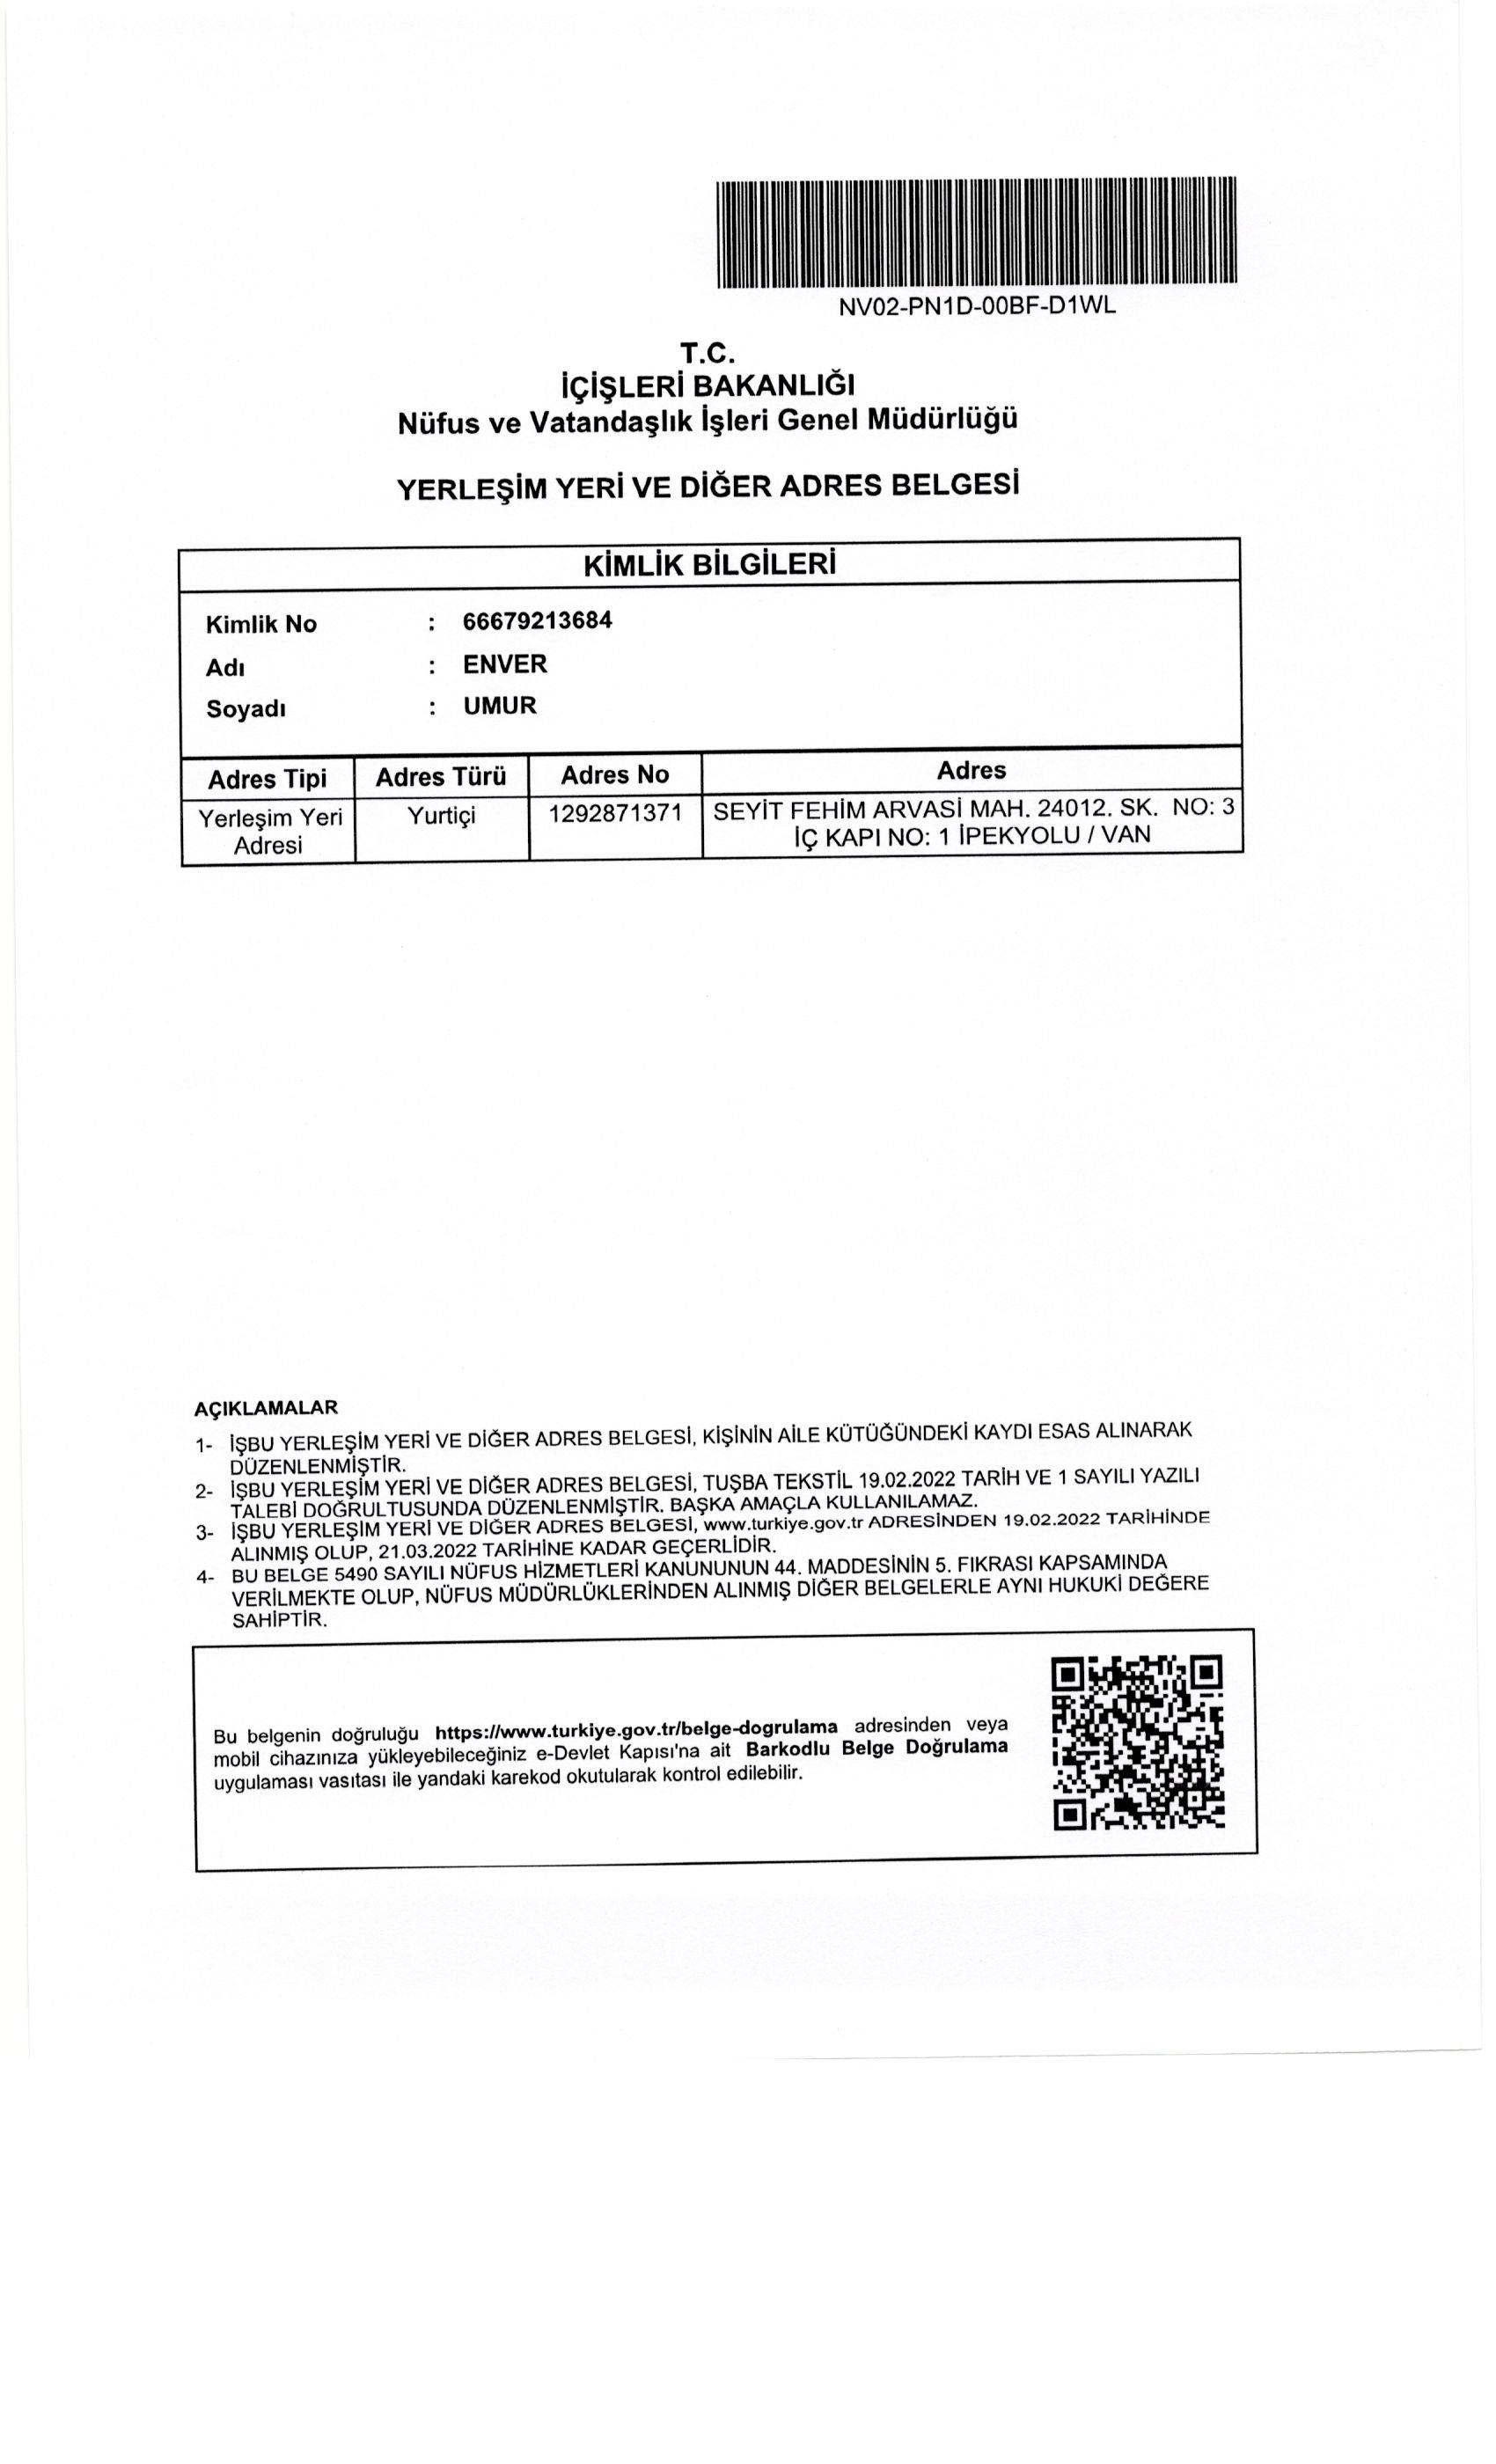 NV02-PN1D-00BF-D1WL
T.C.
İÇİŞLERİ BAKANLIĞI
Nüfus ve Vatandaşlık İşleri Genel Müdürlüğü
YERLEŞİM YERİ VE DİĞER ADRES BELGESİ
KİMLİK BİLGİLERİ
Kimlik No : 66679213684
Adı : ENVER
Soyadı : UMUR
Adres Tipi Adres Türü Adres No Adres
Yerleşim Yeri Yurtiçi 1292871371 SEYİT FEHİM ARVASİ MAH. 24012. SK. NO: 3
Adresi İÇ KAPI NO: 1 İPEKYOLU / VAN
AÇIKLAMALAR
1- İŞBU YERLEŞİM YERİ VE DİĞER ADRES BELGESİ, KİŞİNİN AİLE KÜTÜĞÜNDEKİ KAYDI ESAS ALINARAK
DÜZENLENMİŞTİR.
2- İŞBU YERLEŞİM YERİ VE DİĞER ADRES BELGESİ, TUŞBA TEKSTİL 19.02.2022 TARİH VE 1 SAYILI YAZILI
TALEBİ DOĞRULTUSUNDA DÜZENLENMİŞTİR. BAŞKA AMAÇLA KULLANILAMAZ.
3- İŞBU YERLEŞİM YERİ VE DİĞER ADRES BELGESİ, www.turkiye.gov.tr ADRESİNDEN 19.02.2022 TARİHİNDE
ALINMIŞ OLUP, 21.03.2022 TARİHİNE KADAR GEÇERLİDİR.
4- BU BELGE 5490 SAYILI NÜFUS HİZMETLERİ KANUNUNUN 44. MADDESİNİN 5. FIKRASI KAPSAMINDA
VERİLMEKTE OLUP, NÜFUS MÜDÜRLÜKLERİNDEN ALINMIŞ DİĞER BELGELERLE AYNI HUKUKİ DEĞERE
SAHİPTİR.
Bu belgenin doğruluğu https://www.turkiye.gov.tr/belge-dogrulama adresinden veya
mobil cihazınıza yükleyebileceğiniz e-Devlet Kapısı'na ait Barkodlu Belge Doğrulama
uygulaması vasıtası ile yandaki karekod okutularak kontrol edilebilir.